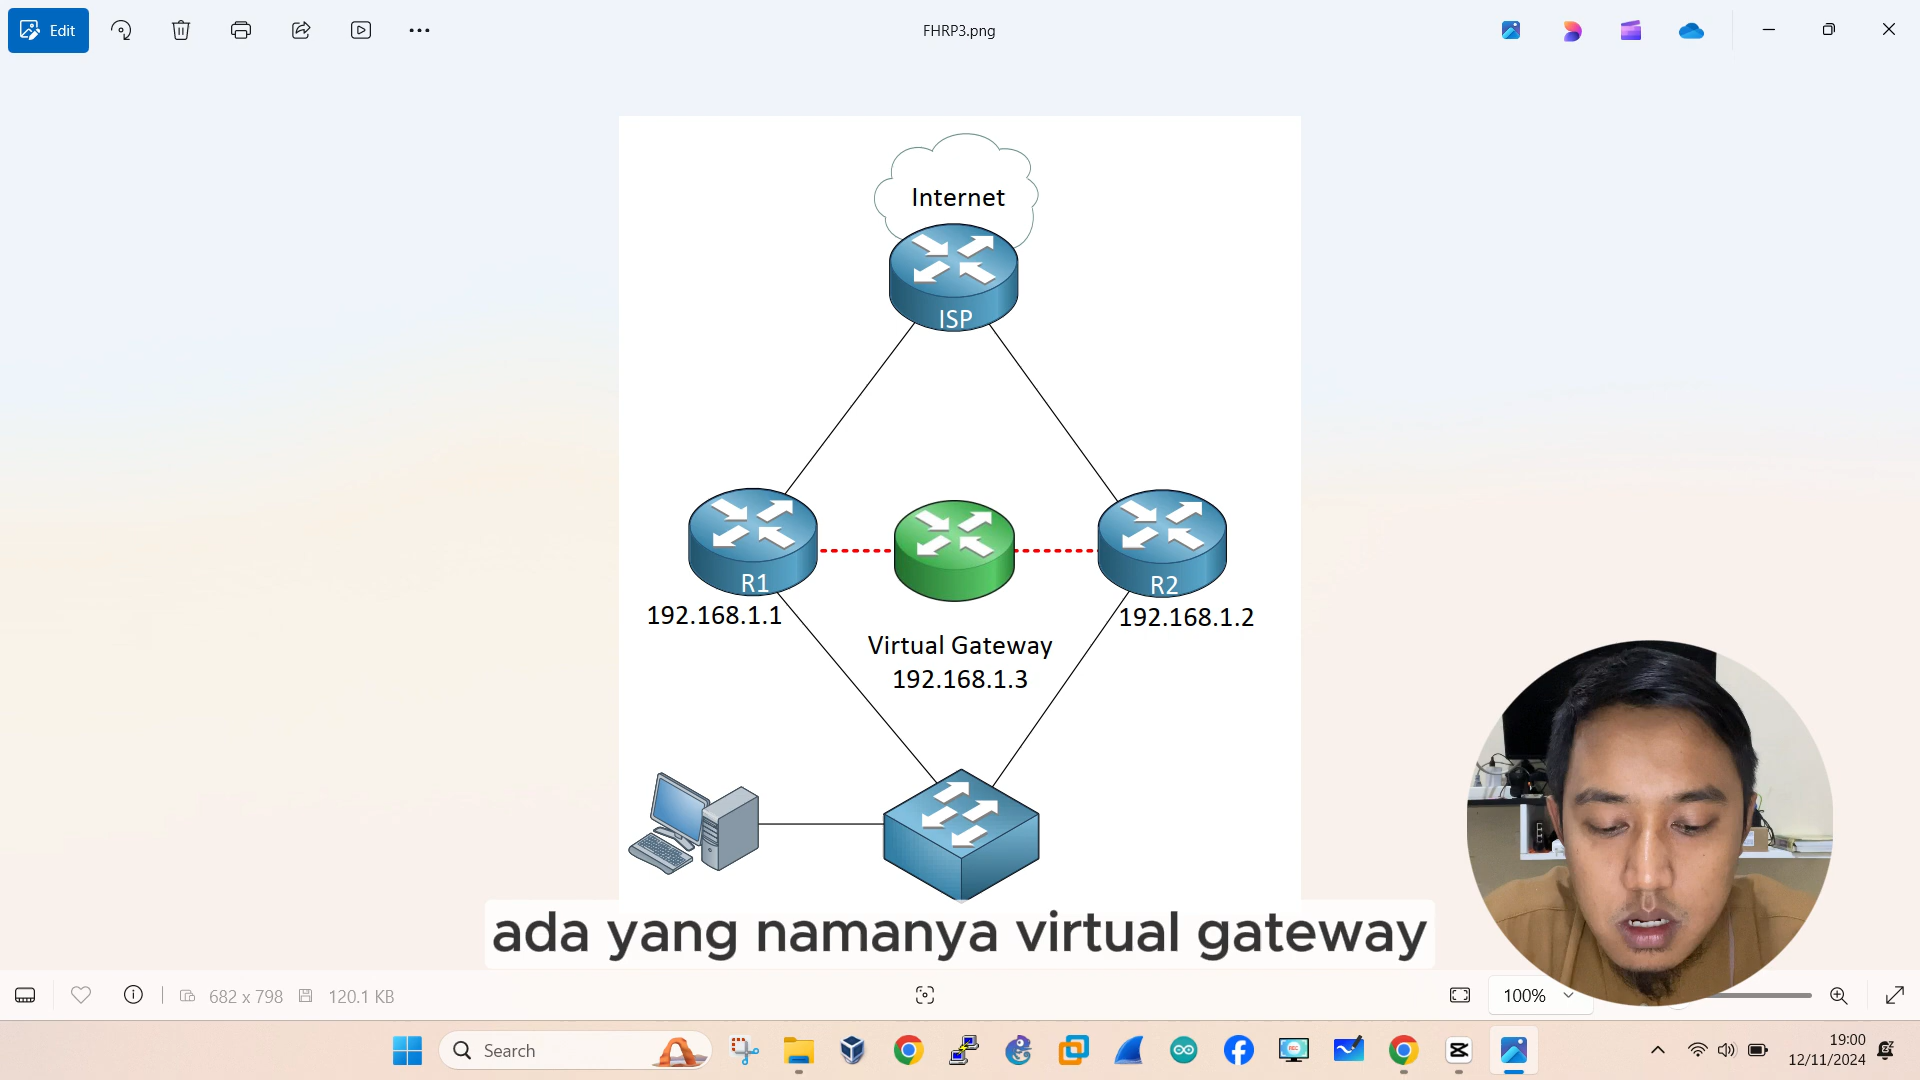 Edit
FHRP3.png
Internet
ISP
R1
R2
192.168.1.1
192.168.1.2
Virtual Gateway
192.168.1.3
ada yang namanya virtual gateway
682 x 798
120.1 KB
100%
Search
19:00
12/11/2024